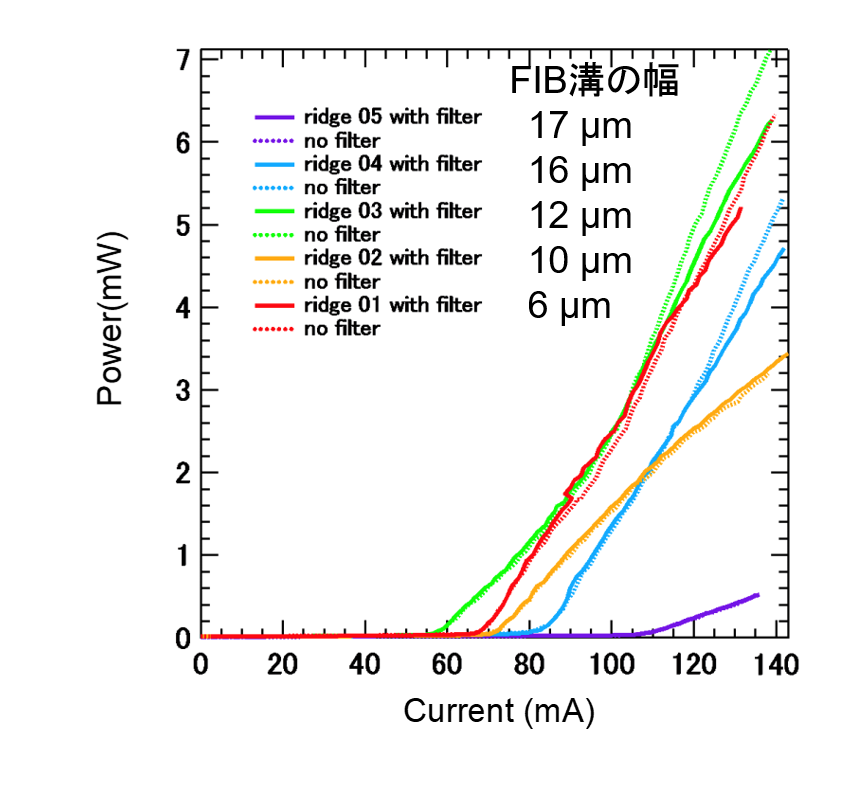 FIB溝の幅
ridge 05 with filter 17 µm
no filter
ridge 04 with filter 16 µm
no filter
ridge 03 with filter 12 µm
no filter
ridge 02 with filter 10 µm
no filter
ridge 01 with filter 6 µm
no filter
7
6
5
4
3
2
1
0
Power(mW)
0 20 40 60 80 100 120 140
Current (mA)